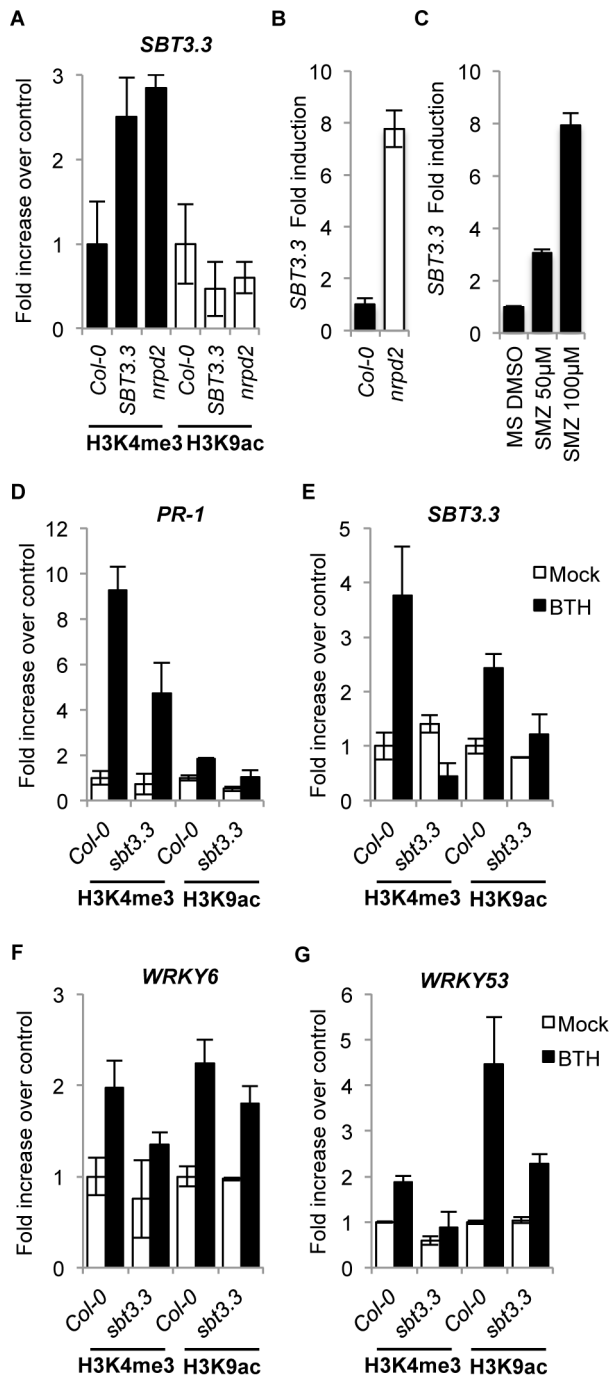 A
SBT3.3
Fold increase over control
3
2
1
0
Col-0
SBT3.3
nrpd2
Col-0
SBT3.3
nrpd2
H3K4me3 H3K9ac
B
SBT3.3 Fold induction
10
8
6
4
2
0
Col-0
nrpd2
C
SBT3.3 Fold induction
10
8
6
4
2
0
MS DMSO
SMZ 50µM
SMZ 100µM
D
PR-1
Fold increase over control
12
10
8
6
4
2
0
Col-0
sbt3.3
Col-0
sbt3.3
H3K4me3 H3K9ac
E
SBT3.3
Fold increase over control
5
4
3
2
1
0
Mock
BTH
Col-0
sbt3.3
Col-0
sbt3.3
H3K4me3 H3K9ac
F
WRKY6
Fold increase over control
3
2
1
0
Col-0
sbt3.3
Col-0
sbt3.3
H3K4me3 H3K9ac
G
WRKY53
Fold increase over control
6
5
4
3
2
1
0
Mock
BTH
Col-0
sbt3.3
Col-0
sbt3.3
H3K4me3 H3K9ac